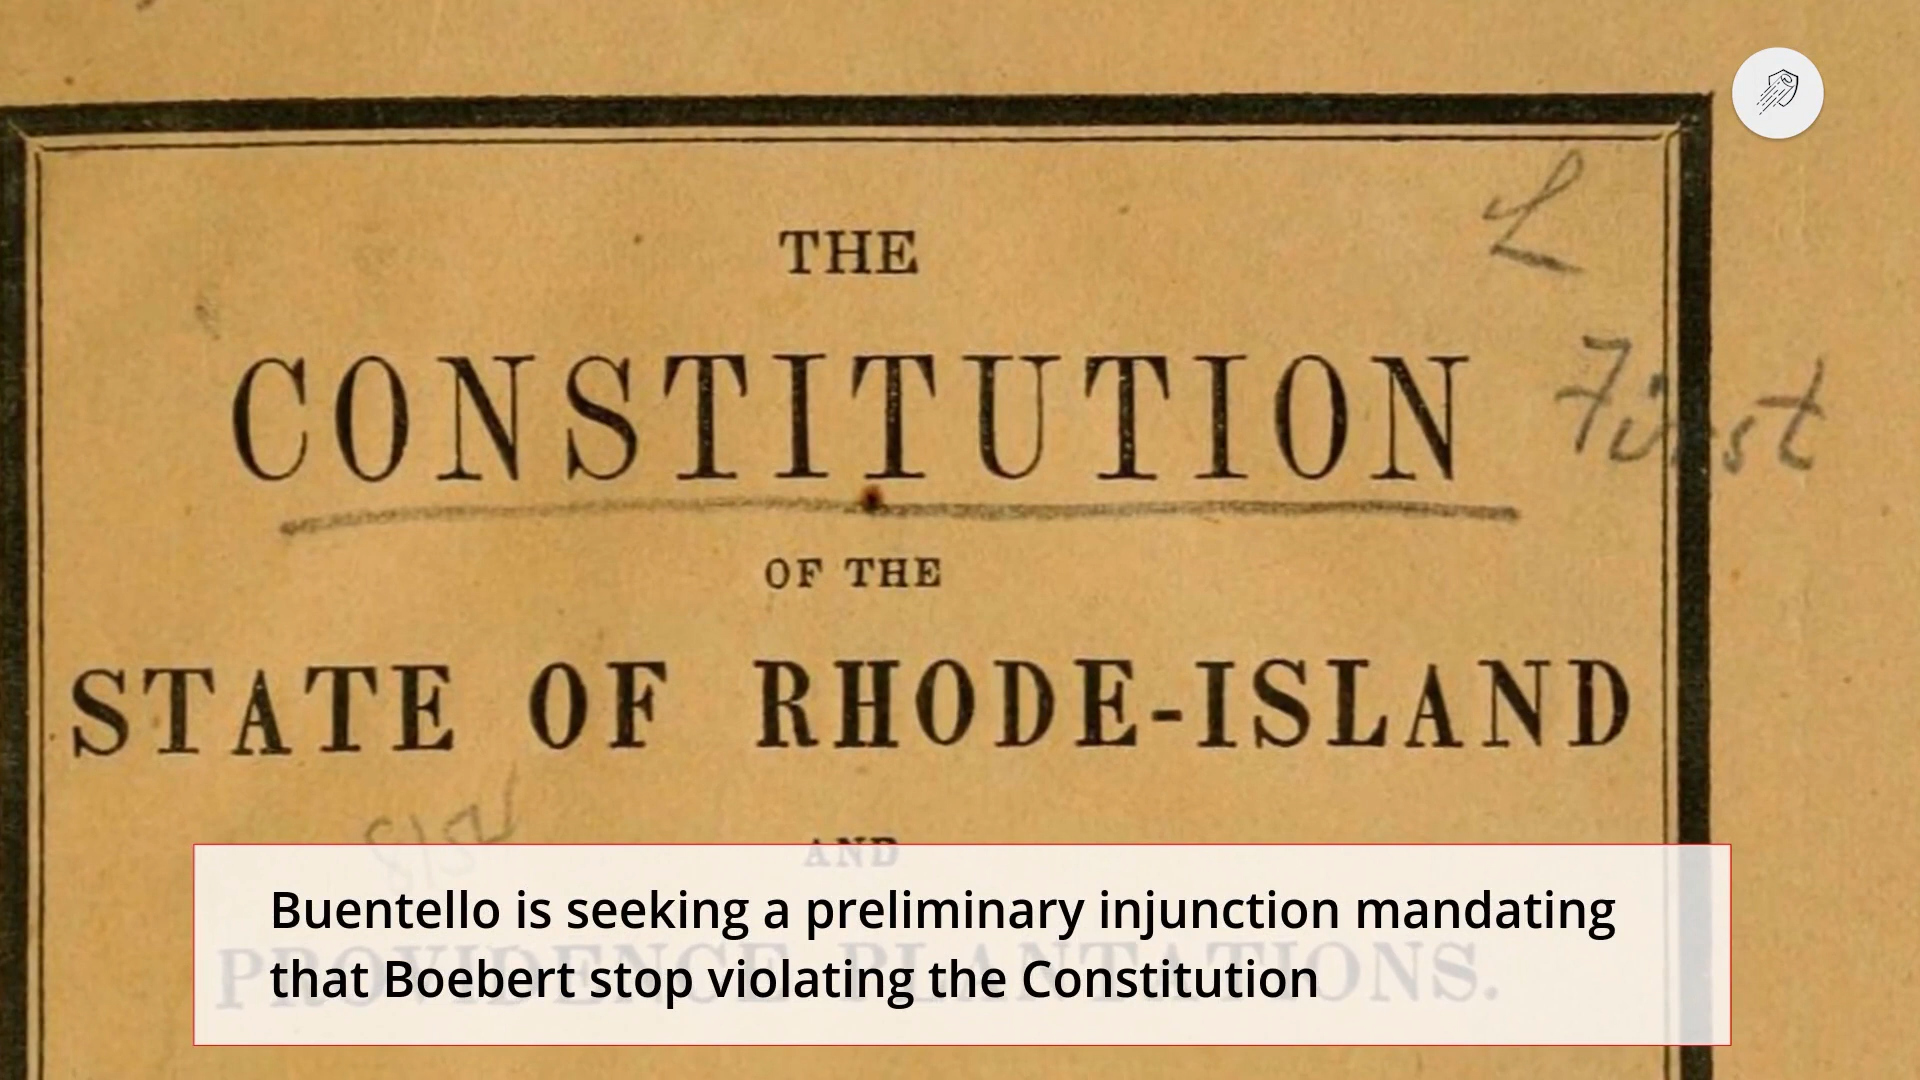 THE
CONSTITUTION
L
First
OF THE
STATE OF RHODE-ISLAND
AND
PROVIDENCE PLANTATIONS.
Buentello is seeking a preliminary injunction mandating
that Boebert stop violating the Constitution